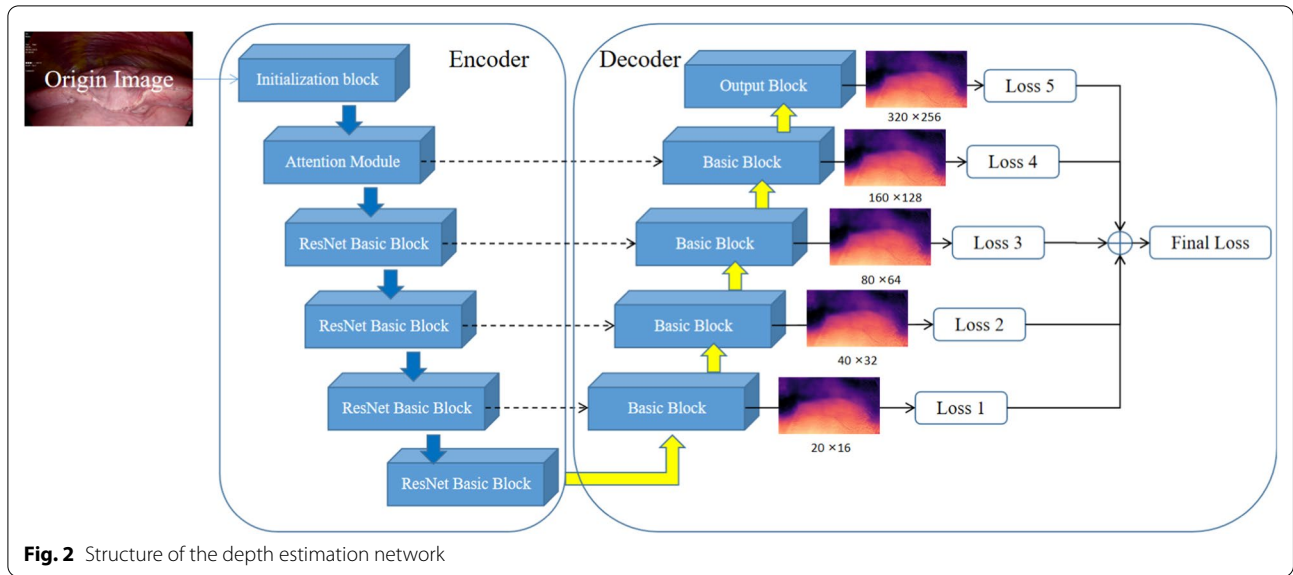 Origin Image
Encoder
Initialization block
Attention Module
ResNet Basic Block
ResNet Basic Block
ResNet Basic Block
ResNet Basic Block
Decoder
Output Block
320 ×256
Loss 5
Basic Block
160 ×128
Loss 4
Basic Block
80 ×64
Loss 3
Basic Block
40 ×32
Loss 2
Basic Block
20 ×16
Loss 1
Final Loss
Fig. 2 Structure of the depth estimation network